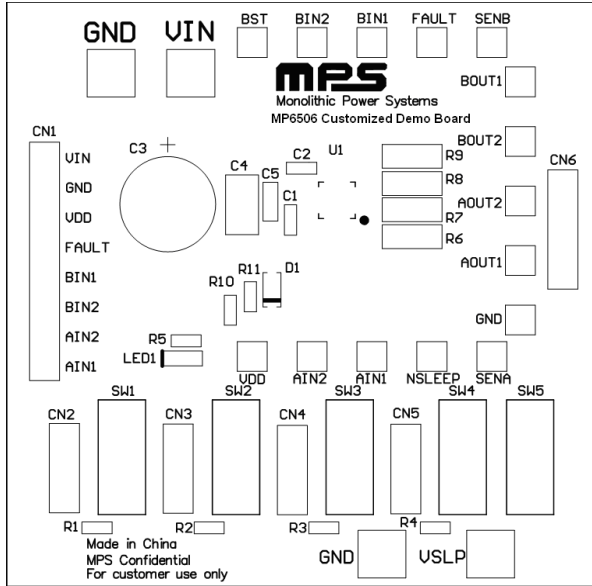 GND VIN BST BIN2 BIN1 FAULT SENB
MPS
Monolithic Power Systems
MP6506 Customized Demo Board
BOUT1
CN1
C3
C4
C5
C2
U1
R9
BOUT2
CN6
VIN
GND
VDD
FAULT
BIN1
BIN2
AIN2
AIN1
C1
R8
R7
R6
AOUT2
AOUT1
GND
R10
R11
D1
R5
LED1
VDD AIN2 AIN1 NSLEEP SENA
CN2 SW1 CN3 SW2 CN4 SW3 CN5 SW4 SW5
R1 R2 R3 R4
Made in China
MPS Confidential
For customer use only
GND VSLP